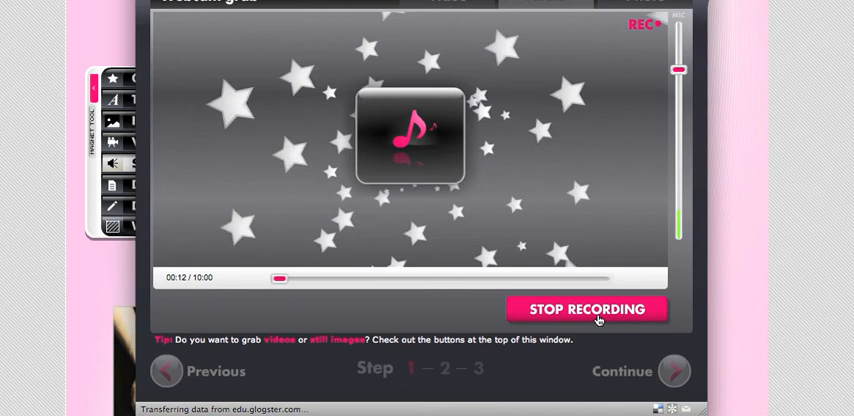 REC
MIC
MAGNET TOOL
00:12 / 10:00
STOP RECORDING
Tip: Do you want to grab videos or still images? Check out the buttons at the top of this window.
Previous
Step 1 – 2 – 3
Continue
Transferring data from edu.glogster.com...